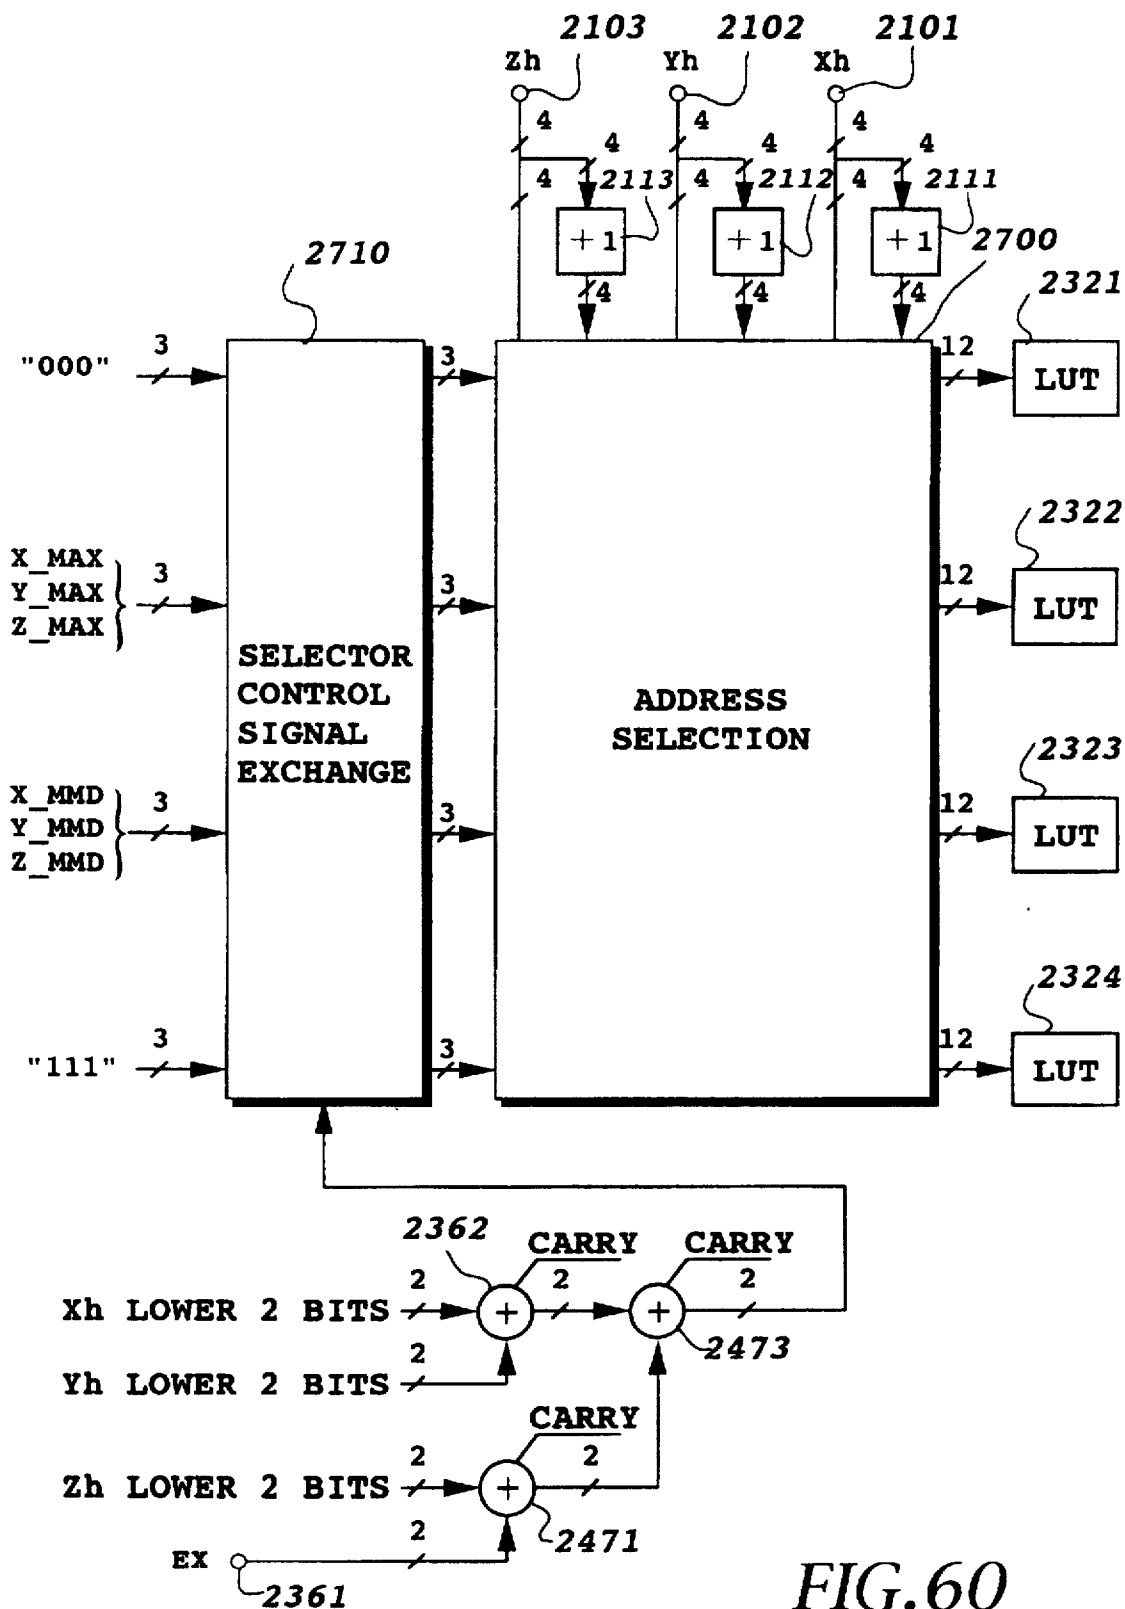 2103 2102 2101
Zh Yh Xh
4 4 4
4 4 4
4 2113 4 2112 4 2111
+1 +1 +1
2710 2700
4 4 4
2321
"000" 3 3 12 LUT
2322
X_MAX
Y_MAX 3 3 12 LUT
Z_MAX
SELECTOR
CONTROL
SIGNAL
EXCHANGE
ADDRESS
SELECTION
2323
X_MMD
Y_MMD 3 3 12 LUT
Z_MMD
2324
"111" 3 3 12 LUT
2362 CARRY CARRY
Xh LOWER 2 BITS 2 + 2 + 2
2473
Yh LOWER 2 BITS 2
CARRY
Zh LOWER 2 BITS 2 + 2
2471
EX 2
2361
FIG.60